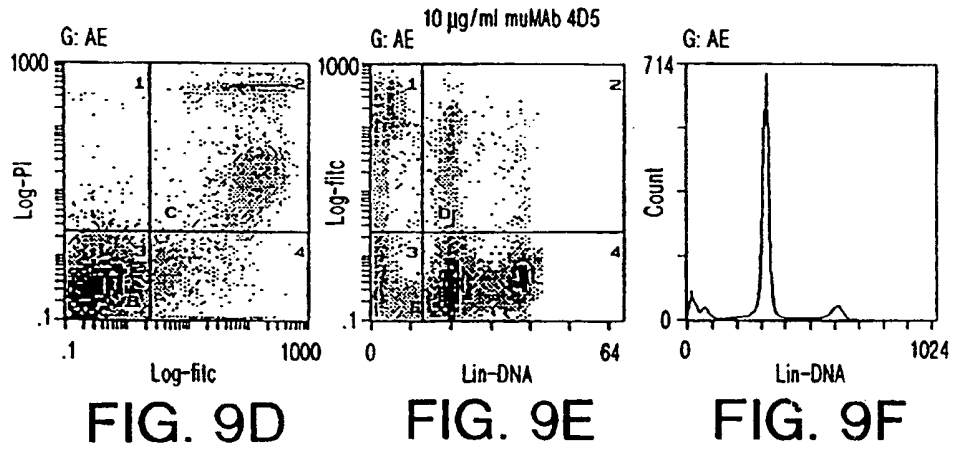 10 µg/ml muMAb 4D5
G: AE
1000
1
2
C
3
4
B
.1
.1
1000
Log-PI
Log-fitc
FIG. 9D
G: AE
1000
1
2
D
3
4
E
.1
0
64
Log-fitc
Lin-DNA
FIG. 9E
G: AE
714
0
0
1024
Count
Lin-DNA
FIG. 9F